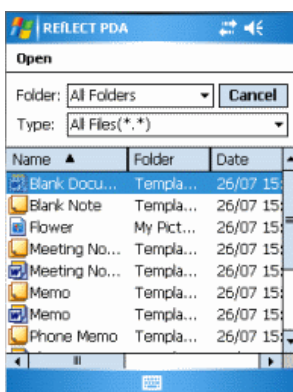 REflECT PDA
Open
Folder: All Folders Cancel
Type: All Files(*.*)
Name Folder Date
Blank Docu... Templa... 26/07 15:
Blank Note Templa... 26/07 15:
Flower My Pict... 26/07 15:
Meeting No... Templa... 26/07 15:
Meeting No... Templa... 26/07 15:
Memo Templa... 26/07 15:
Memo Templa... 26/07 15:
Phone Memo Templa... 26/07 15: